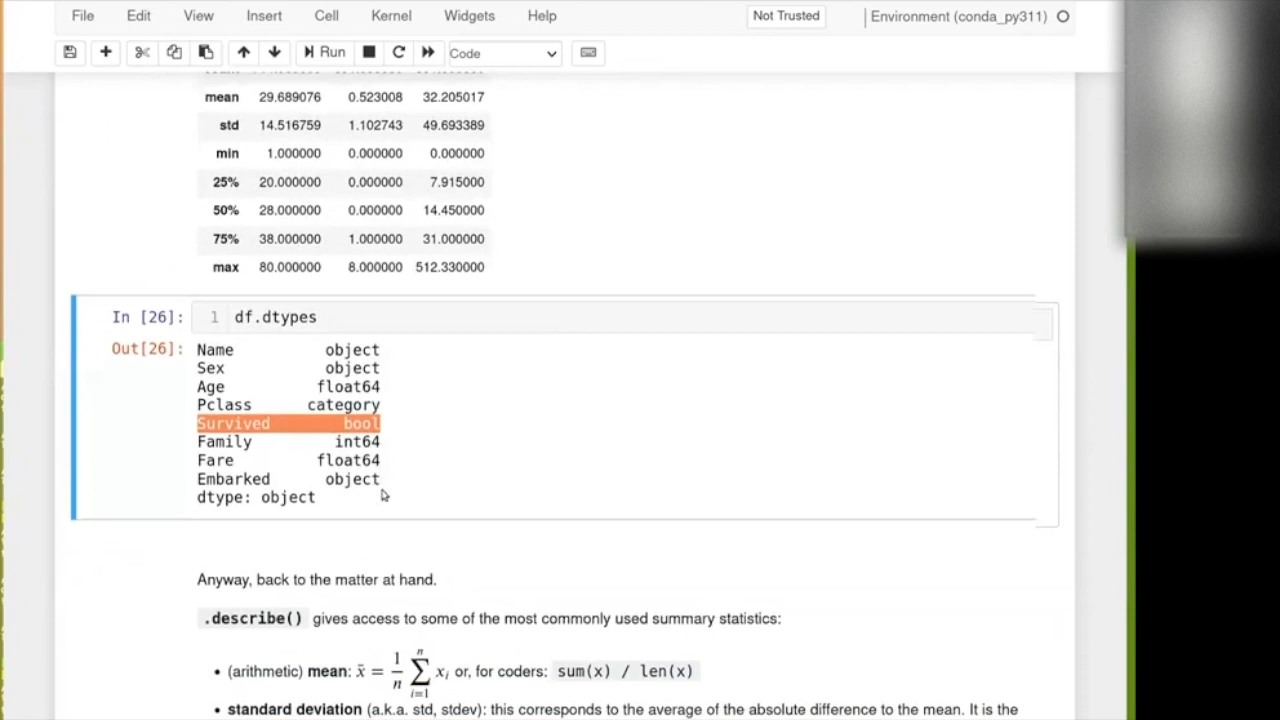 File Edit View Insert Cell Kernel Widgets Help Not Trusted Environment (conda_py311)
Run Code
mean 29.689076 0.523008 32.205017
std 14.516759 1.102743 49.693389
min 1.000000 0.000000 0.000000
25% 20.000000 0.000000 7.915000
50% 28.000000 0.000000 14.450000
75% 38.000000 1.000000 31.000000
max 80.000000 8.000000 512.330000
In [26]: 1 df.dtypes
Out[26]: Name object
Sex object
Age float64
Pclass category
Survived bool
Family int64
Fare float64
Embarked object
dtype: object
Anyway, back to the matter at hand.
.describe() gives access to some of the most commonly used summary statistics:
• (arithmetic) mean: x̄ = 1/n ∑ᵢ₌₁ⁿ xᵢ or, for coders: sum(x) / len(x)
• standard deviation (a.k.a. std, stdev): this corresponds to the average of the absolute difference to the mean. It is the